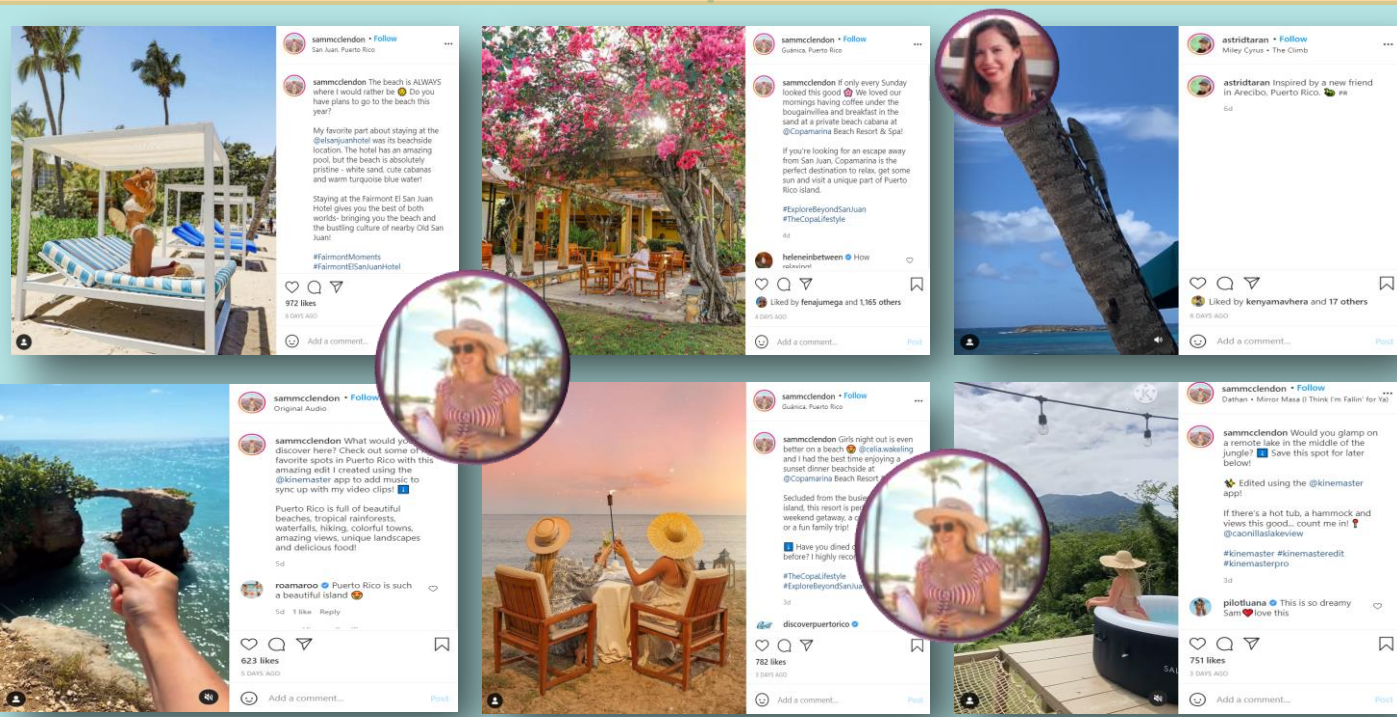 sammcclendon • Follow
San Juan, Puerto Rico
sammcclendon The beach is ALWAYS
where I would rather be Do you
have plans to go to the beach this
year?
My favorite part about staying at the
@elsanjuanhotel was its beachside
location. The hotel has an amazing
pool, but the beach is absolutely
pristine - white sand, cute cabanas
and warm turquoise blue water!
Staying at the Fairmont El San Juan
Hotel gives you the best of both
worlds- bringing you the beach and
the bustling culture of nearby Old San
Juan!
#FairmontMoments
#FairmontElSanJuanHotel
972 likes
DAYS AGO
Add a comment...
sammcclendon • Follow
Guánica, Puerto Rico
sammcclendon If only every Sunday
looked this good We loved our
mornings having coffee under the
bougainvillea and breakfast in the
sand at a private beach cabana at
@Copamarina Beach Resort & Spa!
If you're looking for an escape away
from San Juan, Copamarina is the
perfect destination to relax, get some
sun and visit a unique part of Puerto
Rico island.
#ExploreBeyondSanJuan
#TheCopaLifestyle
4d
heleneinbetween How
relaxing!
Liked by fenajumega and 1,165 others
4 DAYS AGO
Add a comment...
Post
astridtaran • Follow
Miley Cyrus • The Climb
astridtaran Inspired by a new friend
in Arecibo, Puerto Rico. PR
6d
Liked by kenyamavhera and 17 others
6 DAYS AGO
Add a comment...
Post
sammcclendon • Follow
Original Audio
sammcclendon What would you
discover here? Check out some of
favorite spots in Puerto Rico with this
amazing edit I created using the
@kinemaster app to add music to
sync up with my video clips!
Puerto Rico is full of beautiful
beaches, tropical rainforests,
waterfalls, hiking, colorful towns,
amazing views, unique landscapes
and delicious food!
5d
roamaroo Puerto Rico is such
a beautiful island
5d 1 like Reply
623 likes
5 DAYS AGO
Add a comment...
Post
sammcclendon • Follow
Guánica, Puerto Rico
sammcclendon Girls night out is even
better on a beach @celia.wakeling
and I had the best time enjoying a
sunset dinner beachside at
@Copamarina Beach Resort
Secluded from the
island, this resort is
weekend getaway, a
or a fun family trip!
Have you dined
before? I highly
#TheCopaLifestyle
#ExploreBeyondSanJuan
3d
discoverpuertorico
782 likes
3 DAYS AGO
Add a comment...
Post
sammcclendon • Follow
Dathan • Mirror Masa (I Think I'm Fallin' for Ya)
sammcclendon Would you glamp on
a remote lake in the middle of the
jungle? Save this spot for later
below!
Edited using the @kinemaster
app!
If there's a hot tub, a hammock and
views this good... count me in!
@caonillaslakeview
#kinemaster #kinemasteredit
#kinemasterpro
3d
pilotluana This is so dreamy
Sam love this
751 likes
3 DAYS AGO
Add a comment...
Post